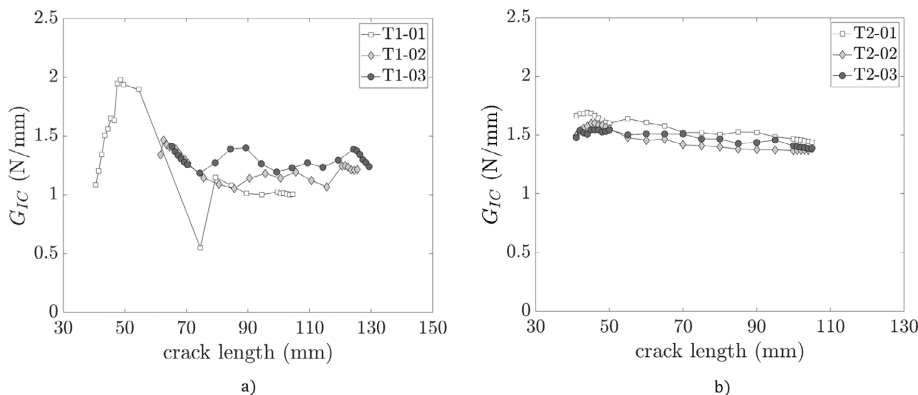 2.5
2
1.5
1
0.5
0
G_IC (N/mm)
30 50 70 90 110 130 150
crack length (mm)
T1-01
T1-02
T1-03
a)
2.5
2
1.5
1
0.5
0
G_IC (N/mm)
30 50 70 90 110 130
crack length (mm)
T2-01
T2-02
T2-03
b)